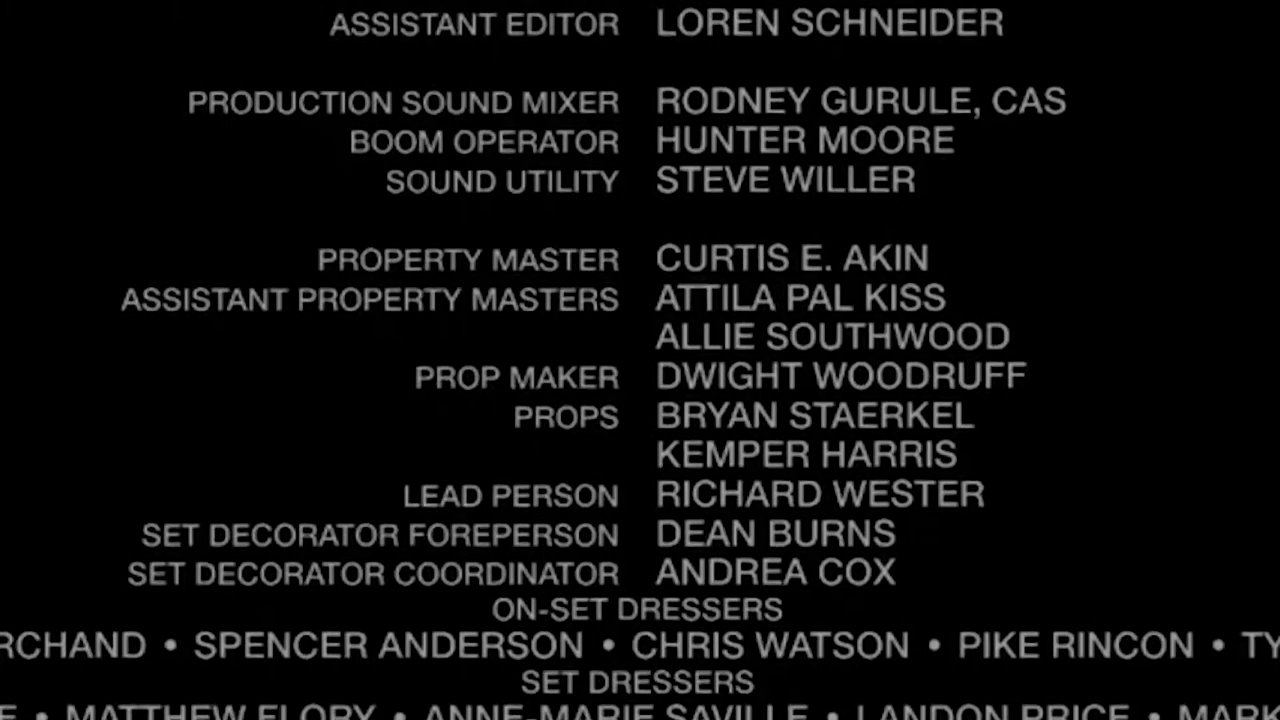 ASSISTANT EDITOR LOREN SCHNEIDER
PRODUCTION SOUND MIXER RODNEY GURULE, CAS
BOOM OPERATOR HUNTER MOORE
SOUND UTILITY STEVE WILLER
PROPERTY MASTER CURTIS E. AKIN
ASSISTANT PROPERTY MASTERS ATTILA PAL KISS
ALLIE SOUTHWOOD
PROP MAKER DWIGHT WOODRUFF
PROPS BRYAN STAERKEL
KEMPER HARRIS
LEAD PERSON RICHARD WESTER
SET DECORATOR FOREPERSON DEAN BURNS
SET DECORATOR COORDINATOR ANDREA COX
ON-SET DRESSERS
RCHAND • SPENCER ANDERSON • CHRIS WATSON • PIKE RINCON • TY
SET DRESSERS
• MATTHEW FLORY • ANNE-MARIE SAVILLE • LANDON PRICE • MARK